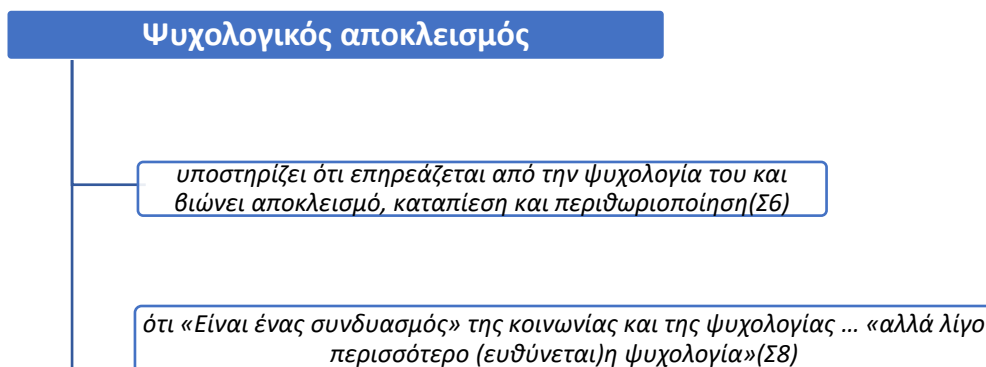 Ψυχολογικός αποκλεισμός
υποστηρίζει ότι επηρεάζεται από την ψυχολογία του και
βιώνει αποκλεισμό, καταπίεση και περιθωριοποίηση(Σ6)
ότι «Είναι ένας συνδυασμός» της κοινωνίας και της ψυχολογίας ... «αλλά λίγο
περισσότερο (ευθύνεται)η ψυχολογία»(Σ8)